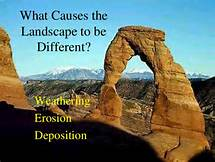 What Causes the
Landscape to be
Different?
Weathering
Erosion
Deposition